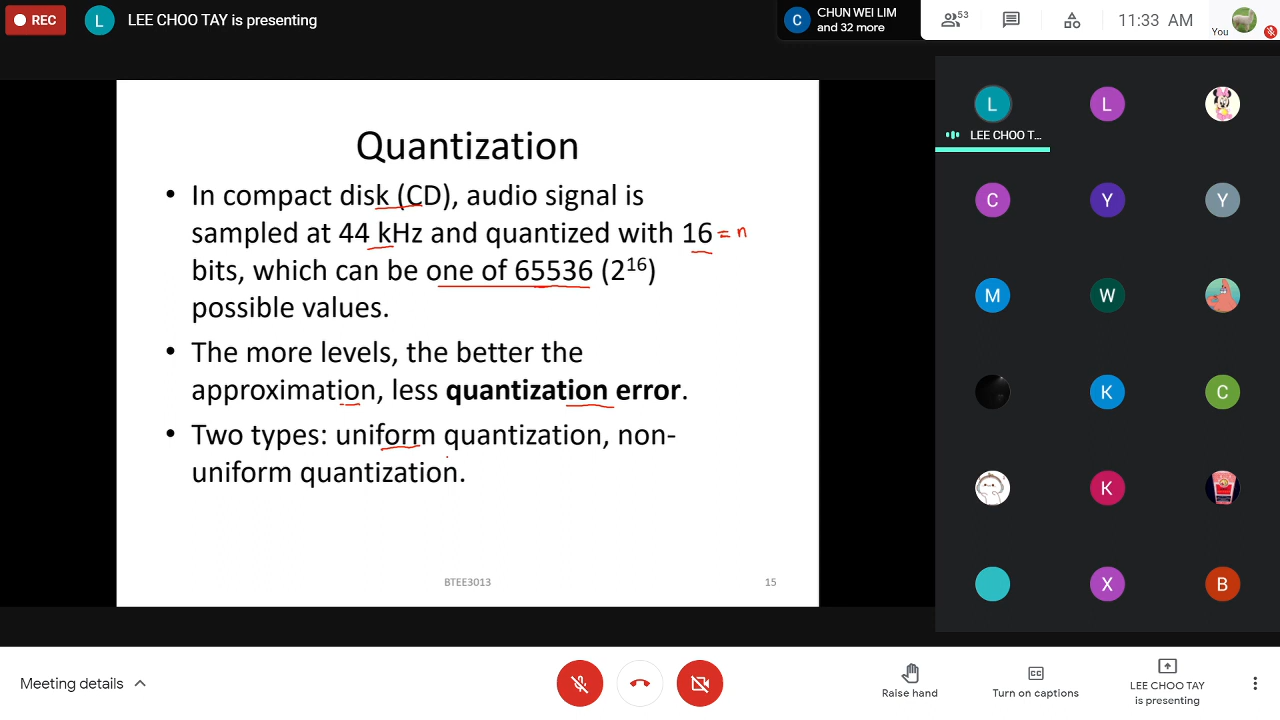 REC
L
LEE CHOO TAY is presenting
C
CHUN WEI LIM
and 32 more
53
11:33 AM
You
Quantization
• In compact disk (CD), audio signal is
sampled at 44 kHz and quantized with 16 = n
bits, which can be one of 65536 (2¹⁶)
possible values.
• The more levels, the better the
approximation, less quantization error.
• Two types: uniform quantization, non-
uniform quantization.
BTEE3013
15
L
L
LEE CHOO T...
C
Y
Y
M
W
K
C
K
X
B
Meeting details
Raise hand
CC
Turn on captions
LEE CHOO TAY
is presenting